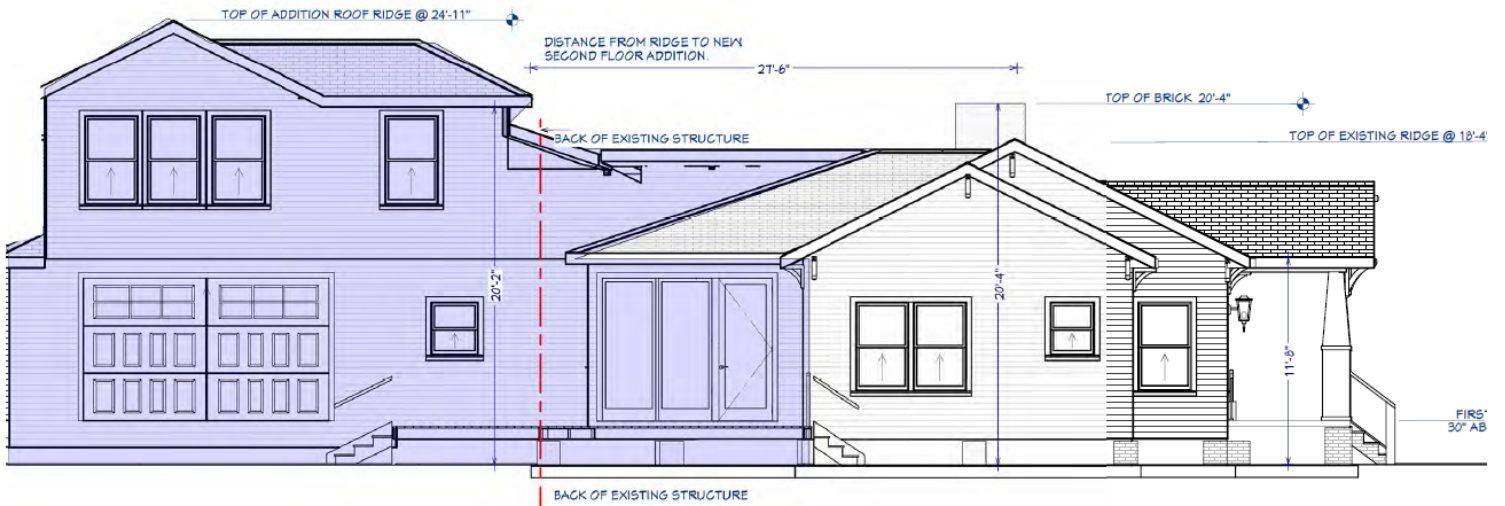 TOP OF ADDITION ROOF RIDGE @ 24'-11"
DISTANCE FROM RIDGE TO NEW
SECOND FLOOR ADDITION.
27'-6"
TOP OF BRICK 20'-4"
BACK OF EXISTING STRUCTURE
TOP OF EXISTING RIDGE @ 18'-4"
20'-2"
20'-4"
11'-8"
FIRST
30" AB
BACK OF EXISTING STRUCTURE